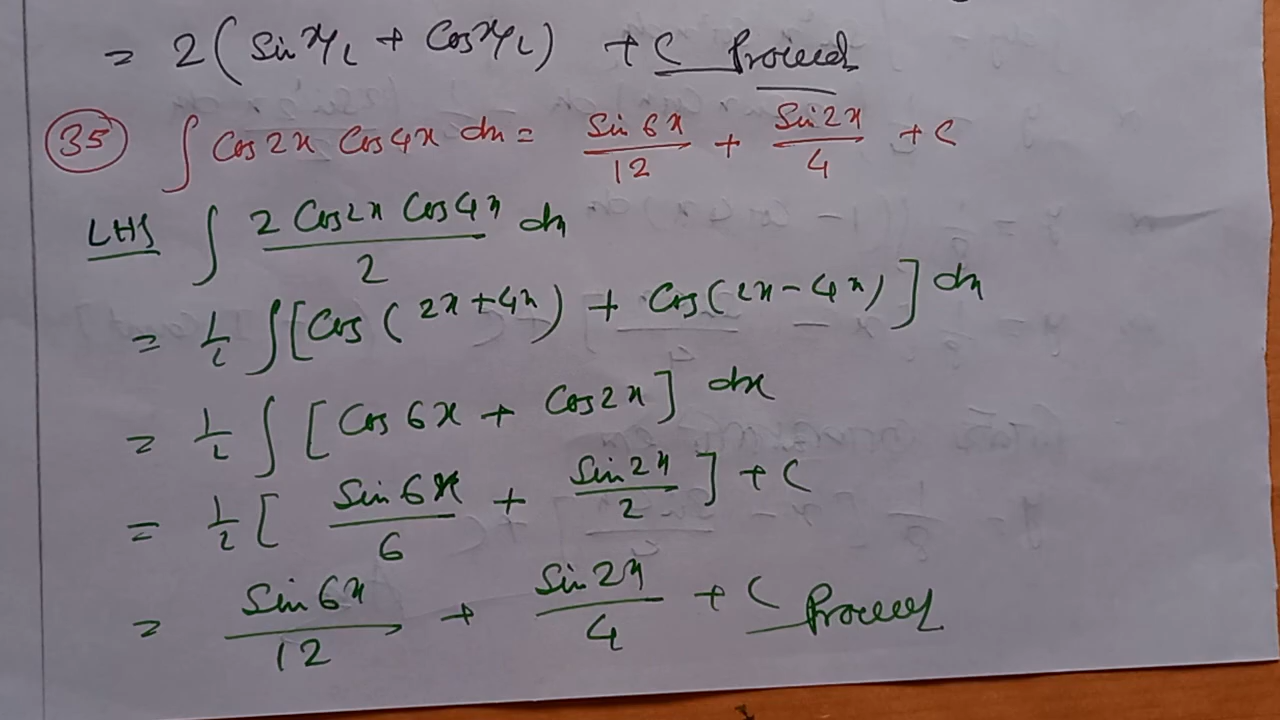 = 2 ( Sin x/2 + Cos x/2 ) + C Proved
35 ∫ Cos 2x Cos 4x dx = Sin 6x / 12 + Sin 2x / 4 + C
LHS ∫ 2 Cos 2x Cos 4x / 2 dx
= 1/2 ∫ [ Cos ( 2x + 4x ) + Cos ( 2x - 4x ) ] dx
= 1/2 ∫ [ Cos 6x + Cos 2x ] dx
= 1/2 [ Sin 6x / 6 + Sin 2x / 2 ] + C
= Sin 6x / 12 + Sin 2x / 4 + C Proved